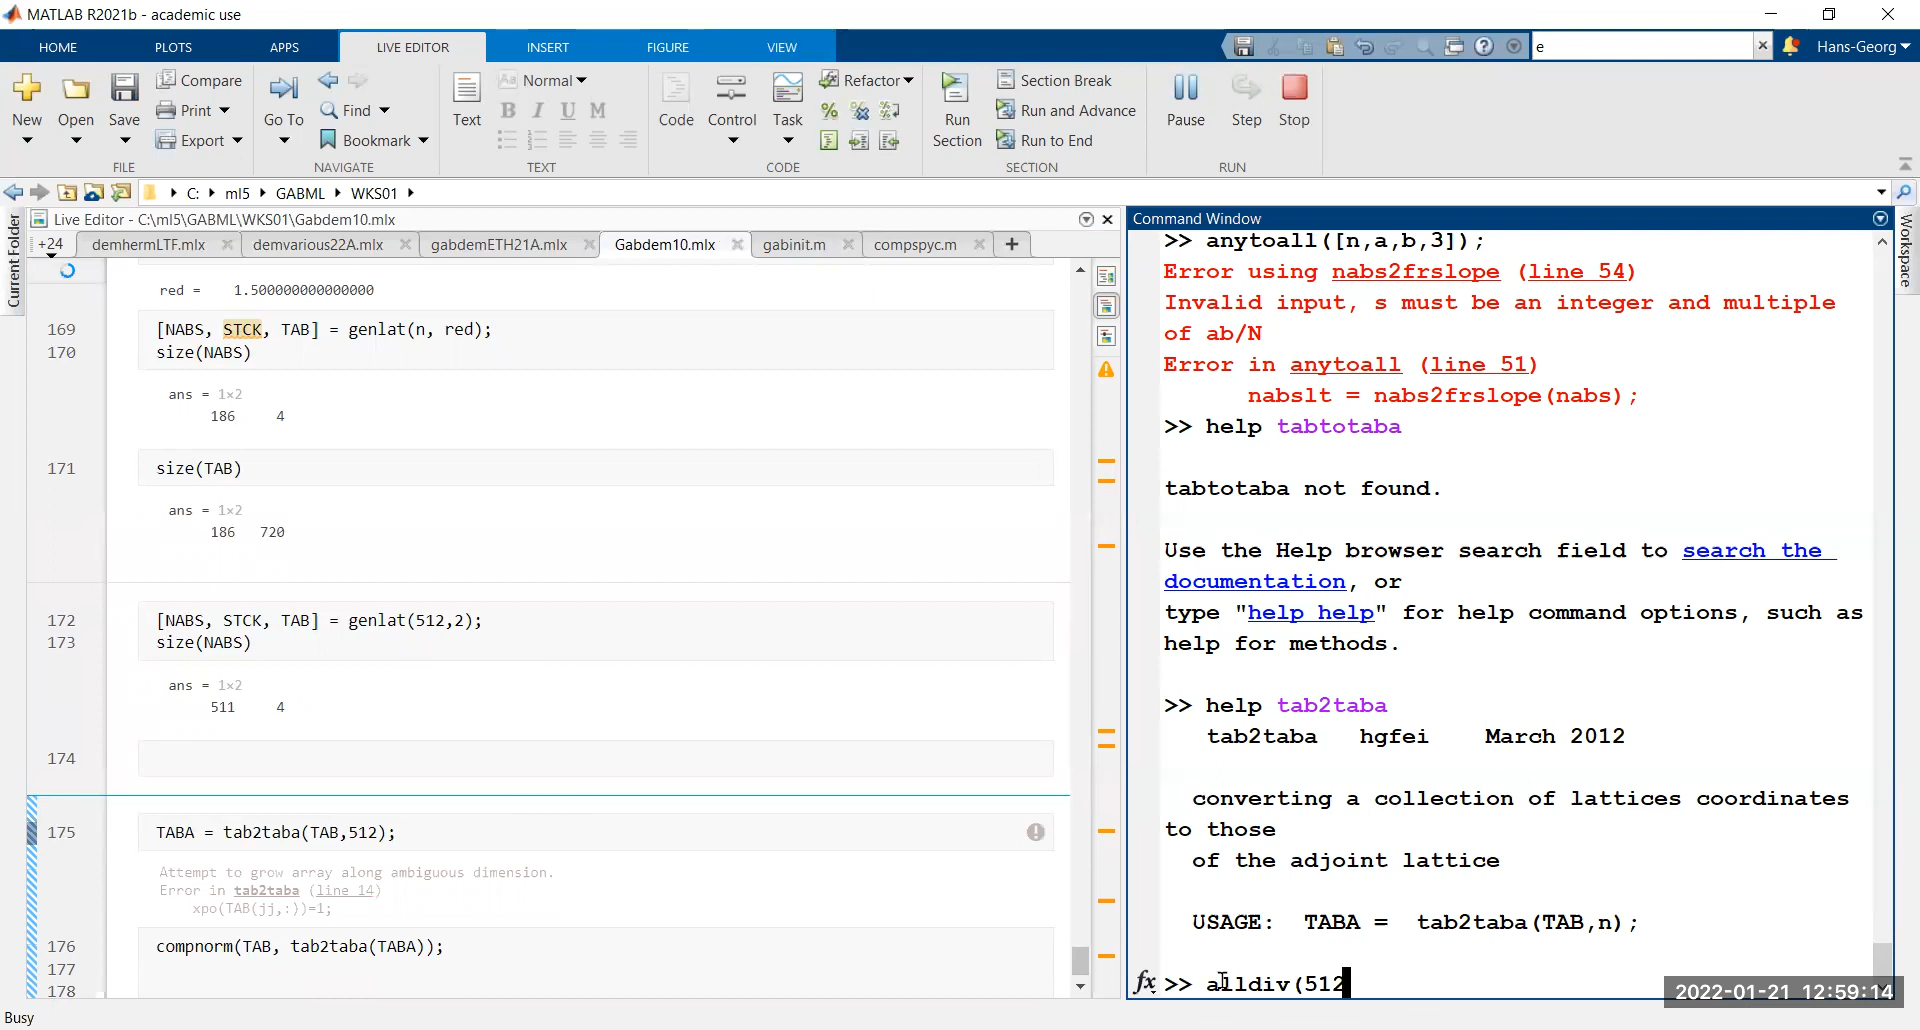 MATLAB R2021b - academic use
HOME PLOTS APPS LIVE EDITOR INSERT FIGURE VIEW e Hans-Georg
New Open Save Compare Print Export Go To Find Bookmark Text Normal B I U M Code Control Task Refactor Run Section Section Break Run and Advance Run to End Pause Step Stop
FILE NAVIGATE TEXT CODE SECTION RUN
C: ml5 GABML WKS01
Current Folder
Live Editor - C:\ml5\GABML\WKS01\Gabdem10.mlx
+24 demhermLTF.mlx demvarious22A.mlx gabdemETH21A.mlx Gabdem10.mlx gabinit.m compspyc.m
red = 1.500000000000000
169 [NABS, STCK, TAB] = genlat(n, red);
170 size(NABS)
ans = 1×2
186 4
171 size(TAB)
ans = 1×2
186 720
172 [NABS, STCK, TAB] = genlat(512,2);
173 size(NABS)
ans = 1×2
511 4
174
175 TABA = tab2taba(TAB,512);
Attempt to grow array along ambiguous dimension.
Error in tab2taba (line 14)
xpo(TAB(jj,:))=1;
176 compnorm(TAB, tab2taba(TABA));
177
178
Busy
Command Window
Workspace
>> anytoall([n,a,b,3]);
Error using nabs2frslope (line 54)
Invalid input, s must be an integer and multiple
of ab/N
Error in anytoall (line 51)
nabslt = nabs2frslope(nabs);
>> help tabtotaba
tabtotaba not found.
Use the Help browser search field to search the
documentation, or
type "help help" for help command options, such as
help for methods.
>> help tab2taba
tab2taba hgfei March 2012
converting a collection of lattices coordinates
to those
of the adjoint lattice
USAGE: TABA = tab2taba(TAB,n);
fx >> alldiv(512
2022-01-21 12:59:14